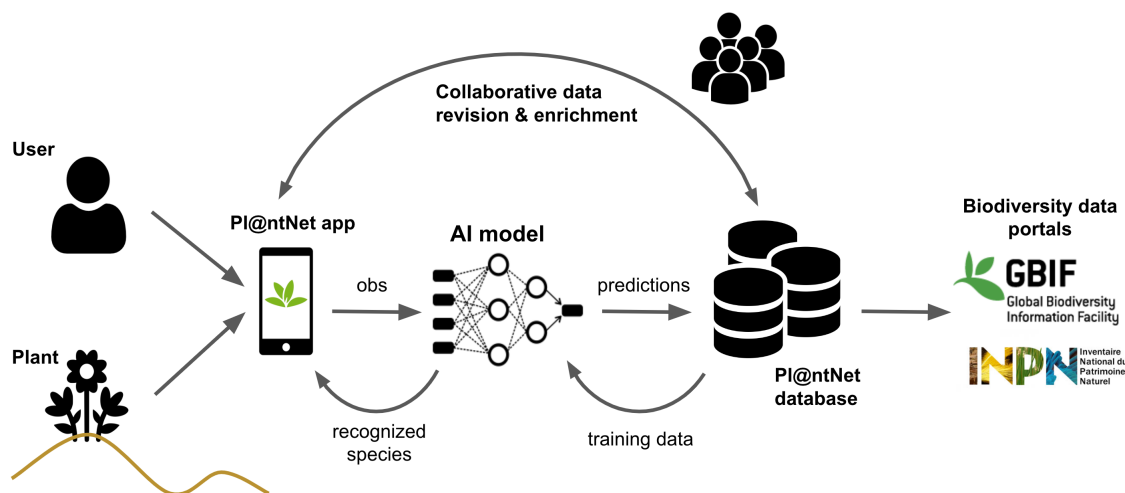 Collaborative data
revision & enrichment
User
Pl@ntNet app
AI model
Biodiversity data
portals
obs
predictions
GBIF
Global Biodiversity
Information Facility
Plant
Pl@ntNet
database
INPN
Inventaire
National du
Patrimoine
Naturel
recognized
species
training data